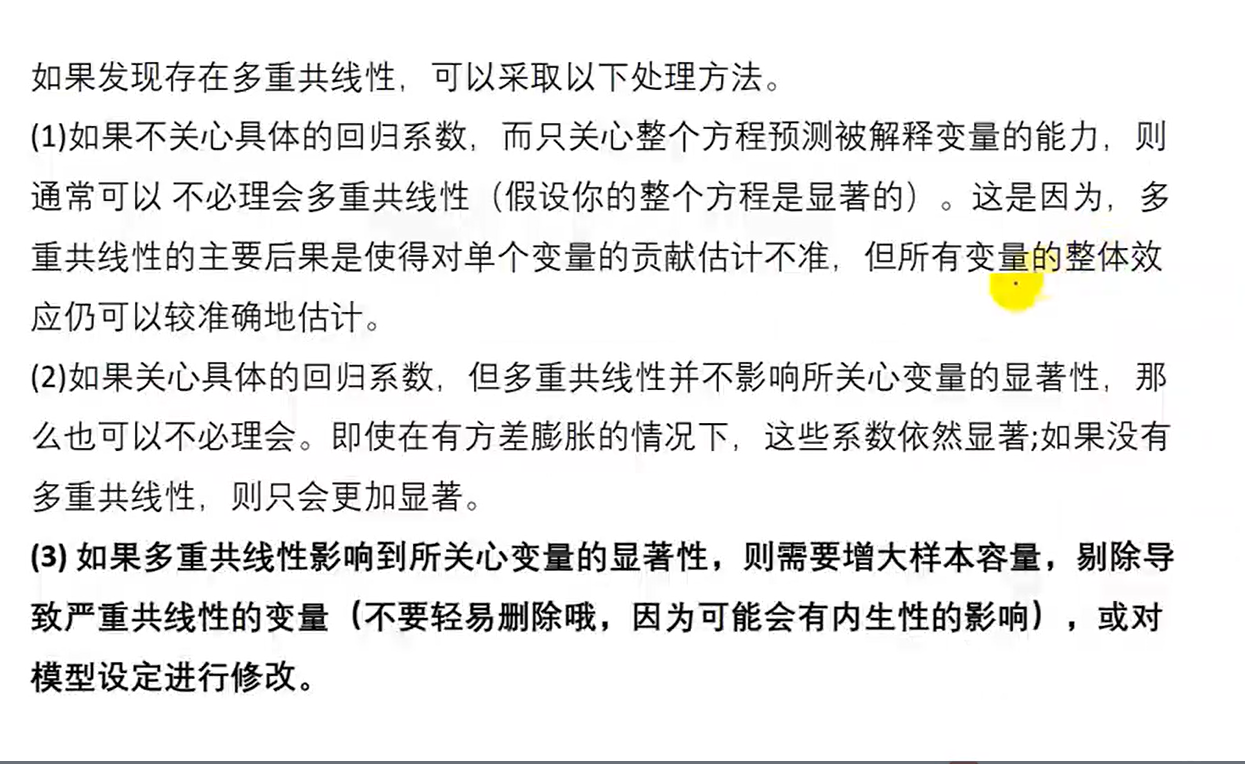 如果发现存在多重共线性，可以采取以下处理方法。
(1)如果不关心具体的回归系数，而只关心整个方程预测被解释变量的能力，则
通常可以 不必理会多重共线性（假设你的整个方程是显著的）。这是因为，多
重共线性的主要后果是使得对单个变量的贡献估计不准，但所有变量的整体效
应仍可以较准确地估计。
(2)如果关心具体的回归系数，但多重共线性并不影响所关心变量的显著性，那
么也可以不必理会。即使在有方差膨胀的情况下，这些系数依然显著;如果没有
多重共线性，则只会更加显著。
(3) 如果多重共线性影响到所关心变量的显著性，则需要增大样本容量，剔除导
致严重共线性的变量（不要轻易删除哦，因为可能会有内生性的影响），或对
模型设定进行修改。